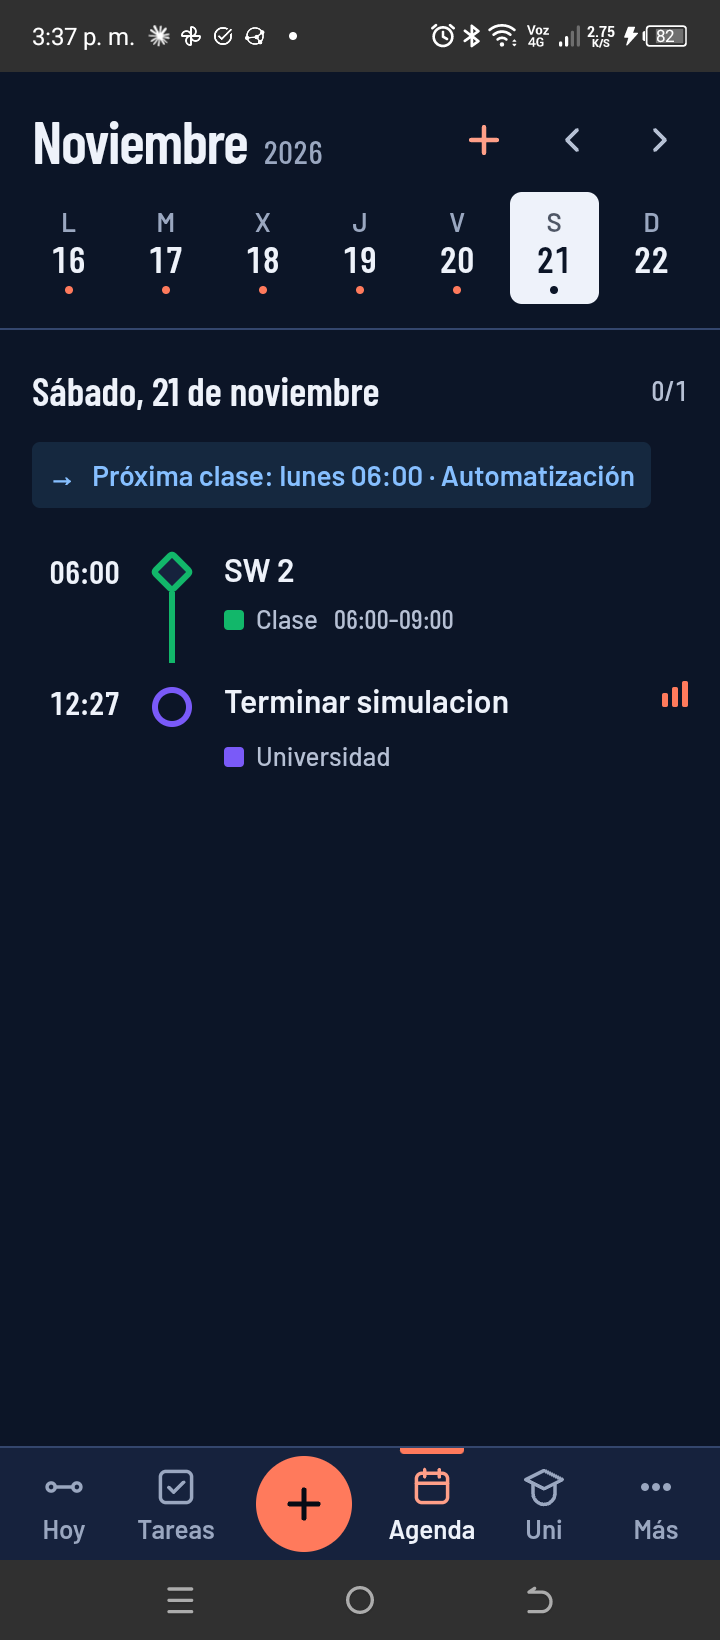 3:37 p. m.
Voz 4G 2.75 K/S 82
Noviembre 2026
L M X J V S D
16 17 18 19 20 21 22
Sábado, 21 de noviembre 0/1
→ Próxima clase: lunes 06:00 · Automatización
06:00 SW 2
Clase 06:00-09:00
12:27 Terminar simulacion
Universidad
Hoy Tareas Agenda Uni Más